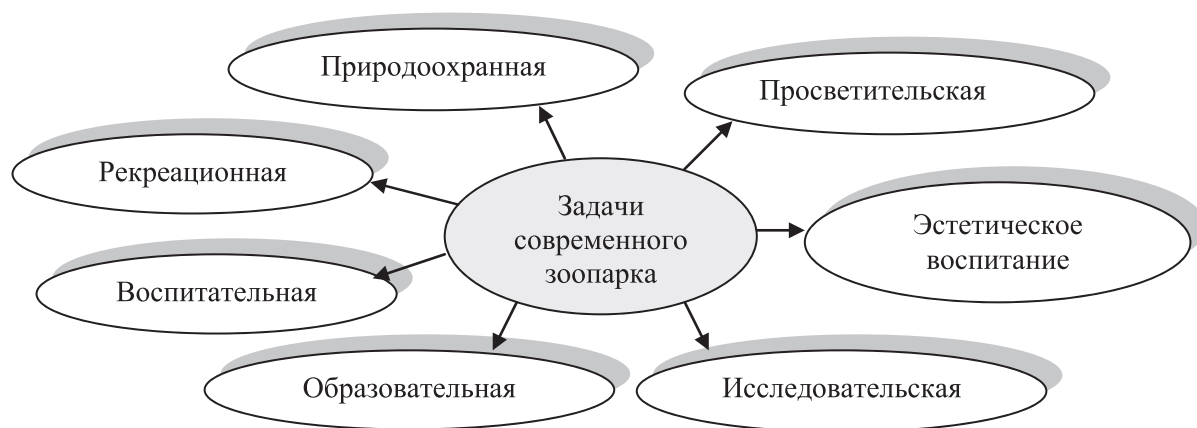 Природоохранная
Просветительская
Рекреационная
Задачи
современного
зоопарка
Эстетическое
воспитание
Воспитательная
Образовательная
Исследовательская